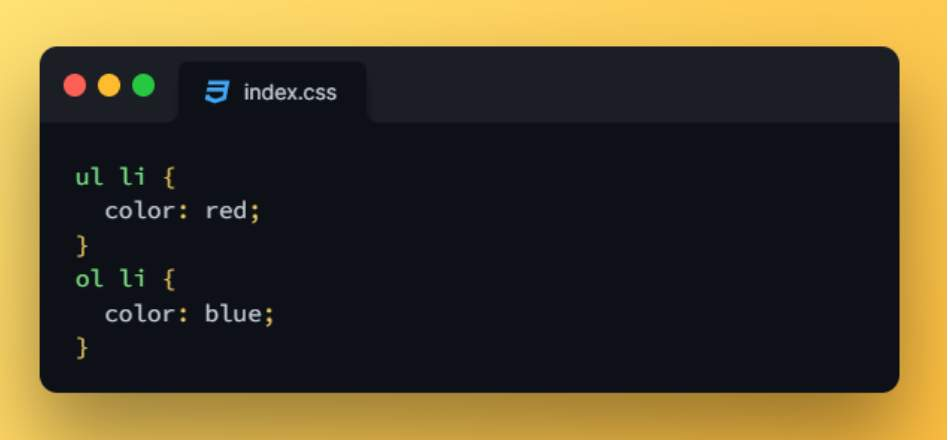 index.css
ul li {
  color: red;
}
ol li {
  color: blue;
}